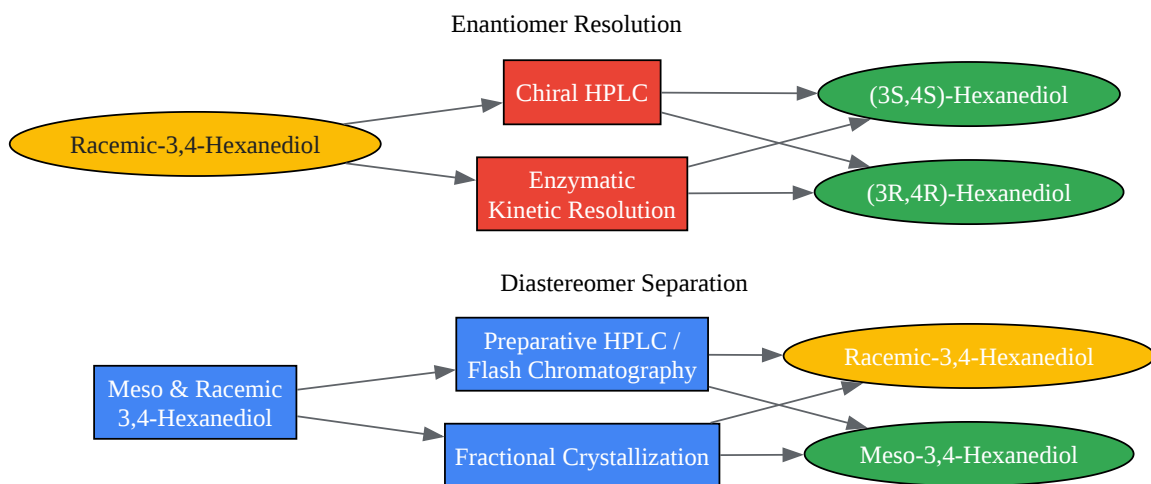 Enantiomer Resolution
Chiral HPLC
(3S,4S)-Hexanediol
Racemic-3,4-Hexanediol
Enzymatic
Kinetic Resolution
(3R,4R)-Hexanediol
Diastereomer Separation
Preparative HPLC /
Flash Chromatography
Racemic-3,4-Hexanediol
Meso & Racemic
3,4-Hexanediol
Fractional Crystallization
Meso-3,4-Hexanediol